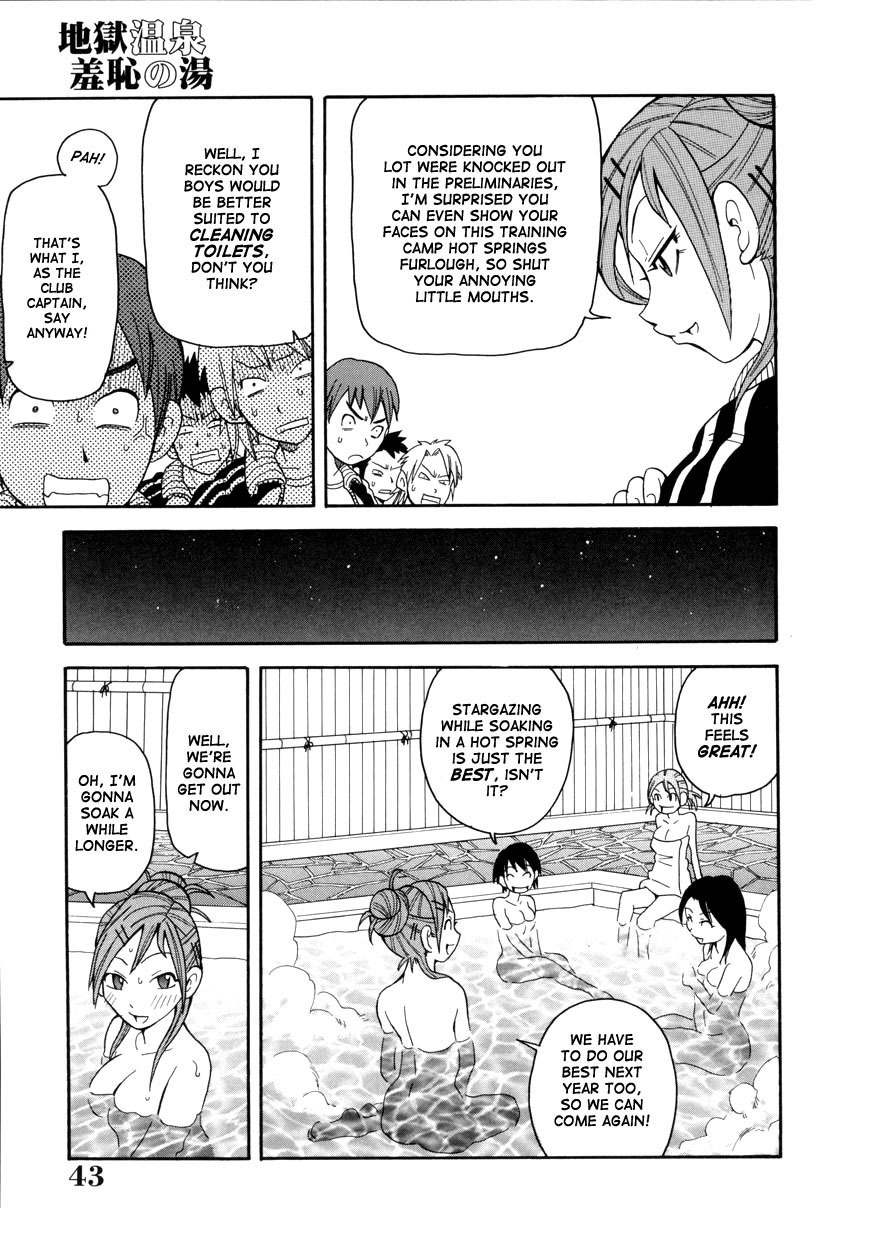 地獄温泉
羞恥の湯
CONSIDERING YOU
LOT WERE KNOCKED OUT
IN THE PRELIMINARIES,
I'M SURPRISED YOU
CAN EVEN SHOW YOUR
FACES ON THIS TRAINING
CAMP HOT SPRINGS
FURLOUGH, SO SHUT
YOUR ANNOYING
LITTLE MOUTHS.
WELL, I
RECKON YOU
BOYS WOULD
BE BETTER
SUITED TO
CLEANING
TOILETS,
DON'T YOU
THINK?
PAH!
THAT'S
WHAT I,
AS THE
CLUB
CAPTAIN,
SAY
ANYWAY!
AHH!
THIS
FEELS
GREAT!
STARGAZING
WHILE SOAKING
IN A HOT SPRING
IS JUST THE
BEST, ISN'T
IT?
WE HAVE
TO DO OUR
BEST NEXT
YEAR TOO,
SO WE CAN
COME AGAIN!
WELL,
WE'RE
GONNA
GET OUT
NOW.
OH, I'M
GONNA
SOAK A
WHILE
LONGER.
43